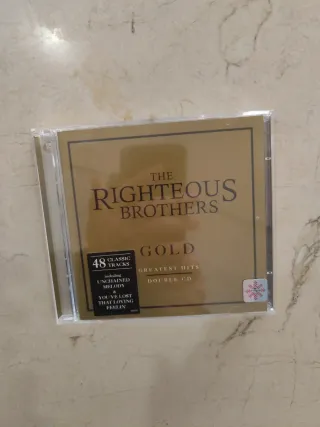 THE
RIGHTEOUS
BROTHERS
GOLD
GREATEST HITS
DOUBLE CD
48 CLASSIC
TRACKS
including
UNCHAINED
MELODY
&
YOU'VE LOST
THAT LOVING
FEELIN'